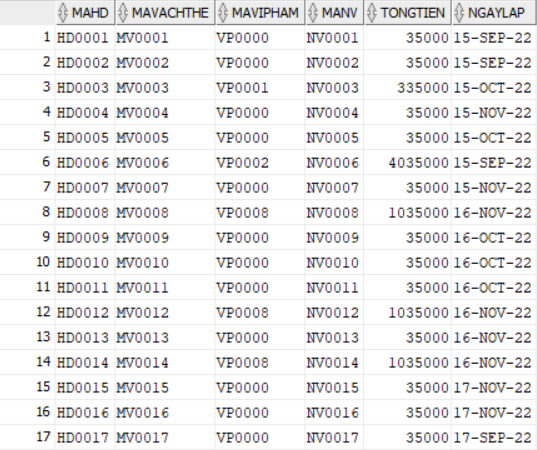 MAHD MAVACHTHE MAVIPHAM MANV TONGTIEN NGAYLAP
1 HD0001 MV0001 VP0000 NV0001 35000 15-SEP-22
2 HD0002 MV0002 VP0000 NV0002 35000 15-SEP-22
3 HD0003 MV0003 VP0001 NV0003 335000 15-OCT-22
4 HD0004 MV0004 VP0000 NV0004 35000 15-NOV-22
5 HD0005 MV0005 VP0000 NV0005 35000 15-OCT-22
6 HD0006 MV0006 VP0002 NV0006 4035000 15-SEP-22
7 HD0007 MV0007 VP0000 NV0007 35000 15-NOV-22
8 HD0008 MV0008 VP0008 NV0008 1035000 16-NOV-22
9 HD0009 MV0009 VP0000 NV0009 35000 16-OCT-22
10 HD0010 MV0010 VP0000 NV0010 35000 16-OCT-22
11 HD0011 MV0011 VP0000 NV0011 35000 16-OCT-22
12 HD0012 MV0012 VP0008 NV0012 1035000 16-NOV-22
13 HD0013 MV0013 VP0000 NV0013 35000 16-NOV-22
14 HD0014 MV0014 VP0008 NV0014 1035000 16-NOV-22
15 HD0015 MV0015 VP0000 NV0015 35000 17-NOV-22
16 HD0016 MV0016 VP0000 NV0016 35000 17-NOV-22
17 HD0017 MV0017 VP0000 NV0017 35000 17-SEP-22